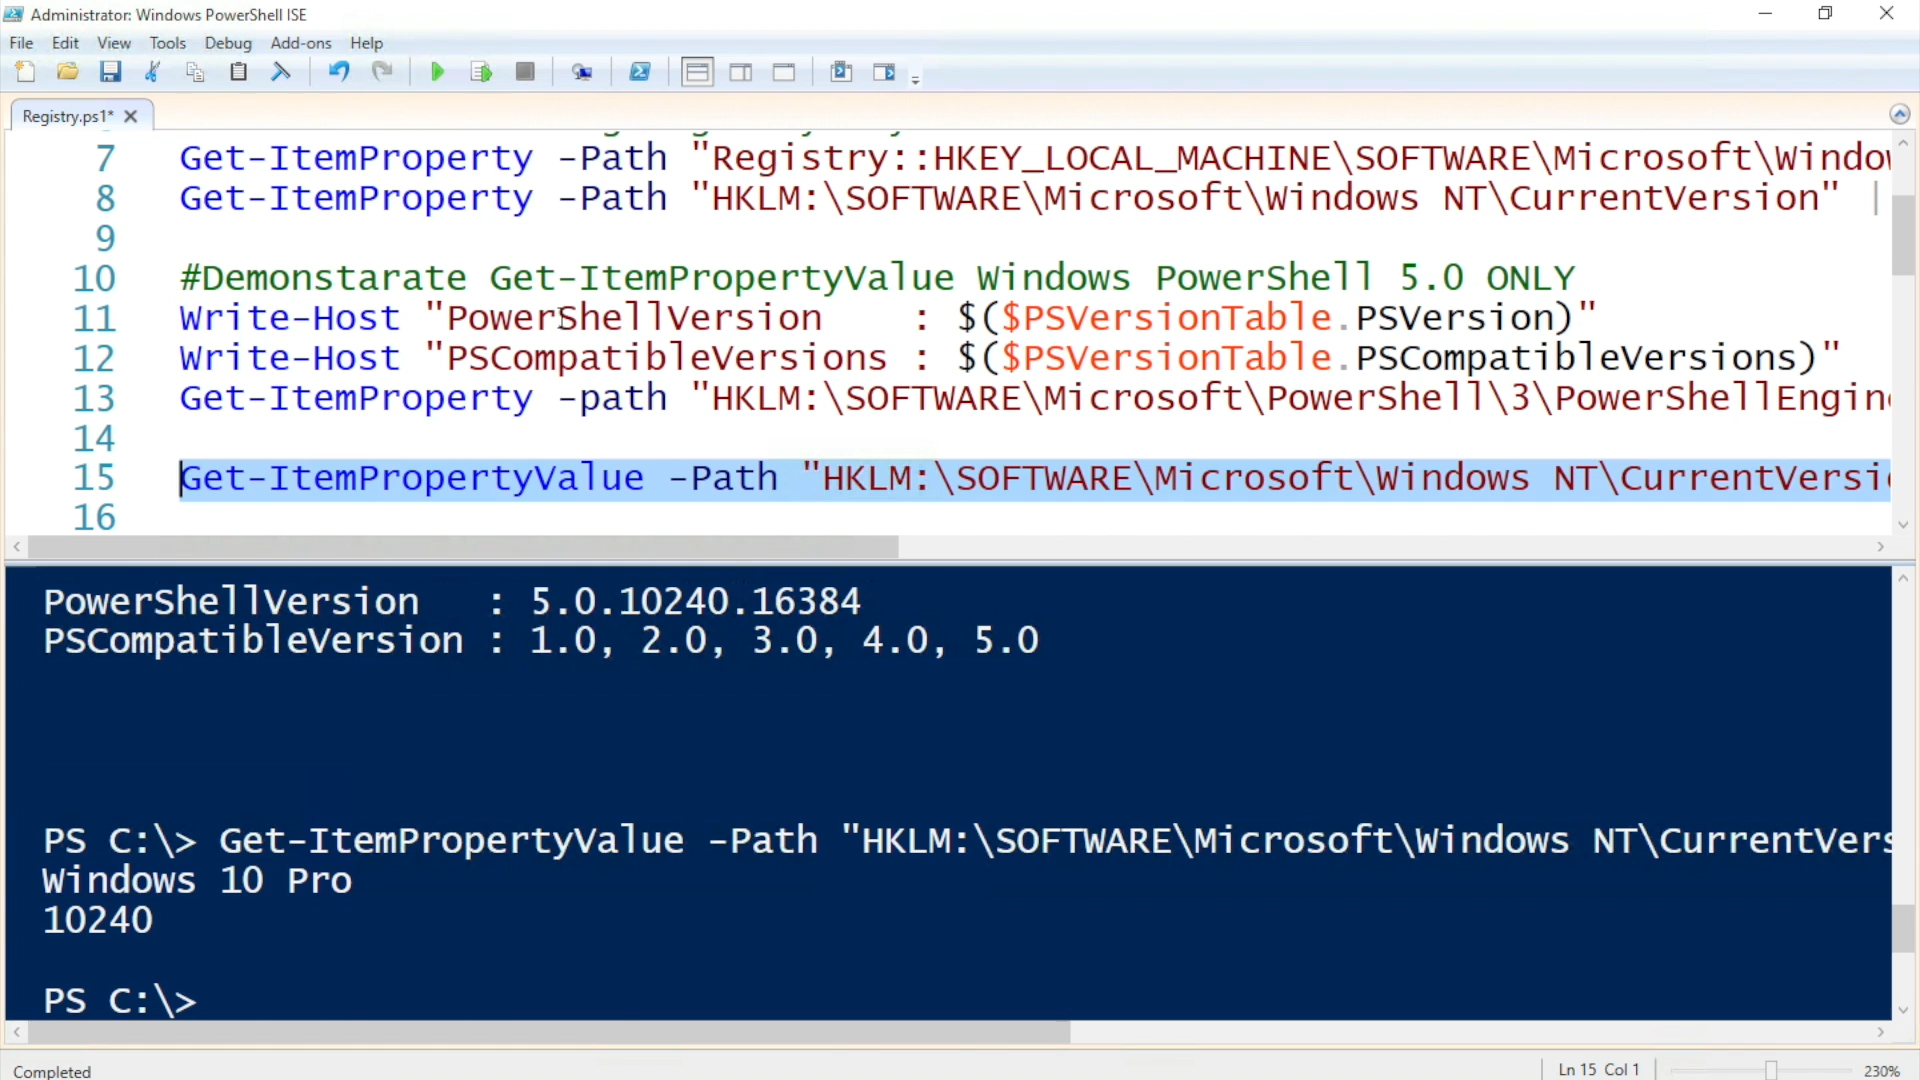 Administrator: Windows PowerShell ISE
File Edit View Tools Debug Add-ons Help
Registry.ps1*
7 Get-ItemProperty -Path "Registry::HKEY_LOCAL_MACHINE\SOFTWARE\Microsoft\Window
8 Get-ItemProperty -Path "HKLM:\SOFTWARE\Microsoft\Windows NT\CurrentVersion" |
9
10 #Demonstarate Get-ItemPropertyValue Windows PowerShell 5.0 ONLY
11 Write-Host "PowerShellVersion : $($PSVersionTable.PSVersion)"
12 Write-Host "PSCompatibleVersions : $($PSVersionTable.PSCompatibleVersions)"
13 Get-ItemProperty -path "HKLM:\SOFTWARE\Microsoft\PowerShell\3\PowerShellEngine
14
15 Get-ItemPropertyValue -Path "HKLM:\SOFTWARE\Microsoft\Windows NT\CurrentVersio
16
PowerShellVersion : 5.0.10240.16384
PSCompatibleVersion : 1.0, 2.0, 3.0, 4.0, 5.0
PS C:\> Get-ItemPropertyValue -Path "HKLM:\SOFTWARE\Microsoft\Windows NT\CurrentVers
Windows 10 Pro
10240
PS C:\>
Completed
Ln 15 Col 1
230%